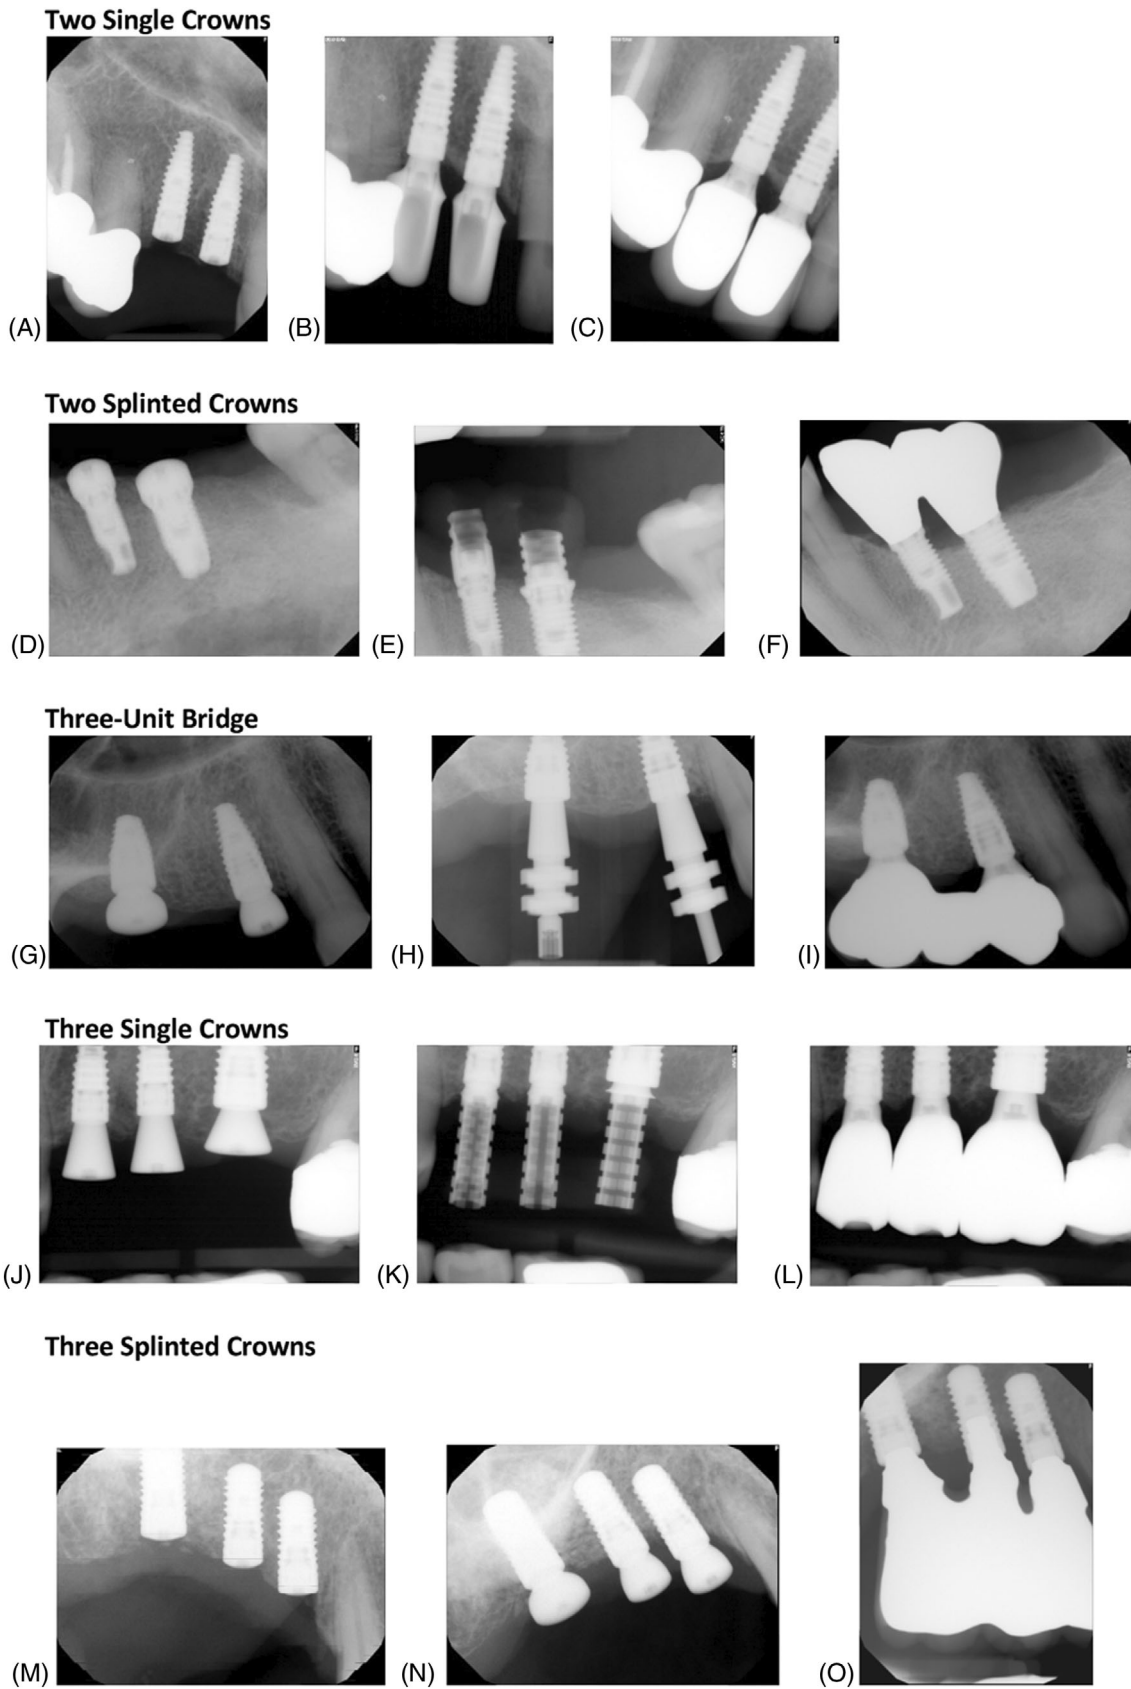 Two Single Crowns
(A)
(B)
(C)
Two Splinted Crowns
(D)
(E)
(F)
Three-Unit Bridge
(G)
(H)
(I)
Three Single Crowns
(J)
(K)
(L)
Three Splinted Crowns
(M)
(N)
(O)